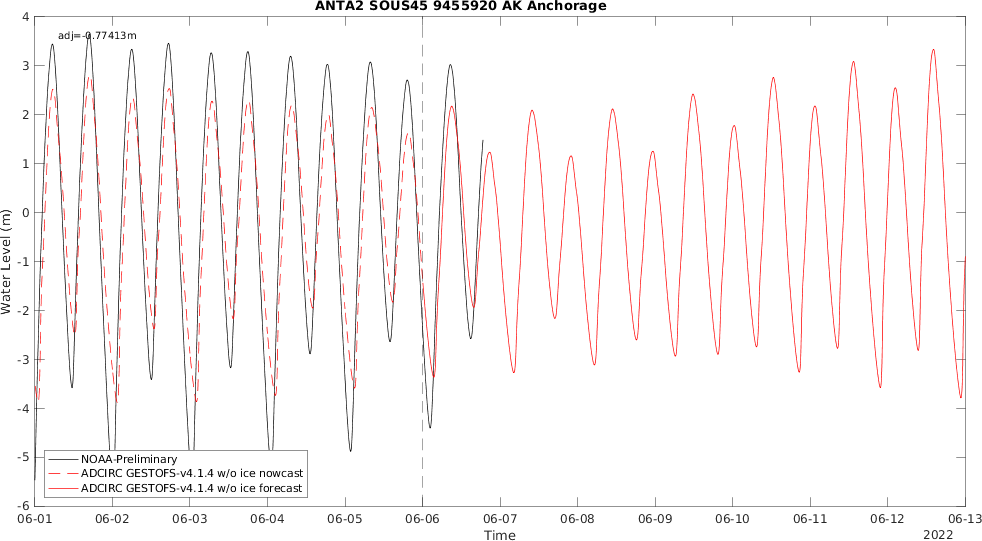 ANTA2 SOUS45 9455920 AK Anchorage
adj=-0.77413m
Water Level (m)
4
3
2
1
0
-1
-2
-3
-4
-5
-6
NOAA-Preliminary
ADCIRC GESTOFS-v4.1.4 w/o ice nowcast
ADCIRC GESTOFS-v4.1.4 w/o ice forecast
06-01 06-02 06-03 06-04 06-05 06-06 06-07 06-08 06-09 06-10 06-11 06-12 06-13
Time
2022